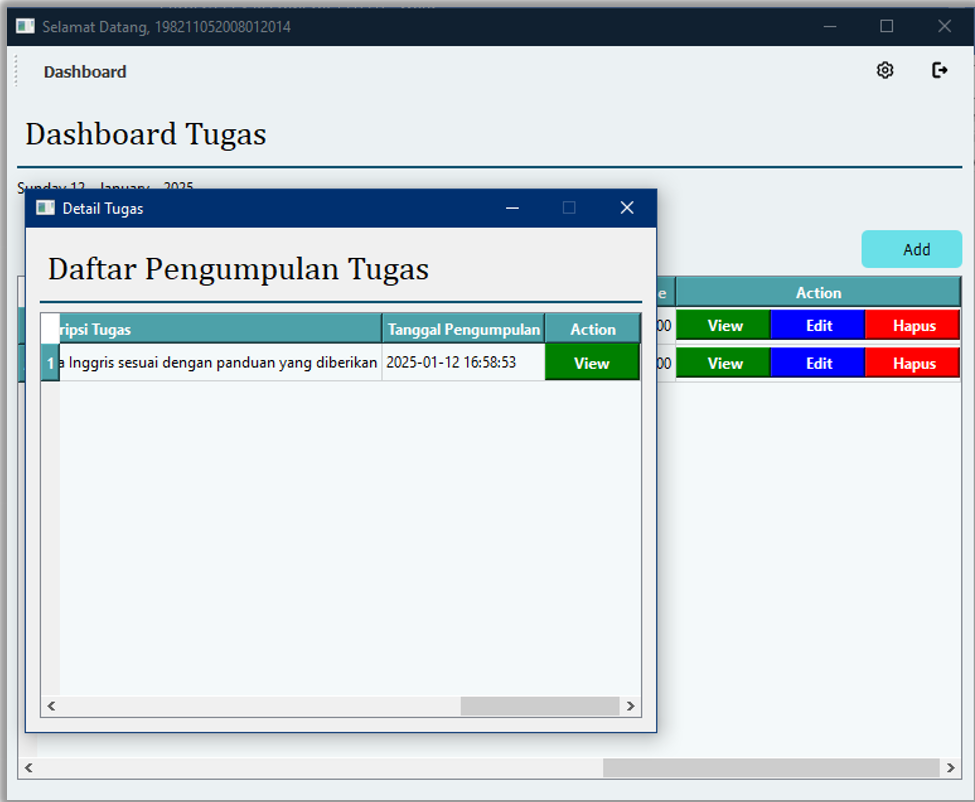 Selamat Datang, 198211052008012014
Dashboard
Dashboard Tugas
Sunday 12 - January - 2025
Add
Detail Tugas
Daftar Pengumpulan Tugas
e Action
00 View Edit Hapus
00 View Edit Hapus
ripsi Tugas Tanggal Pengumpulan Action
1 a Inggris sesuai dengan panduan yang diberikan 2025-01-12 16:58:53 View